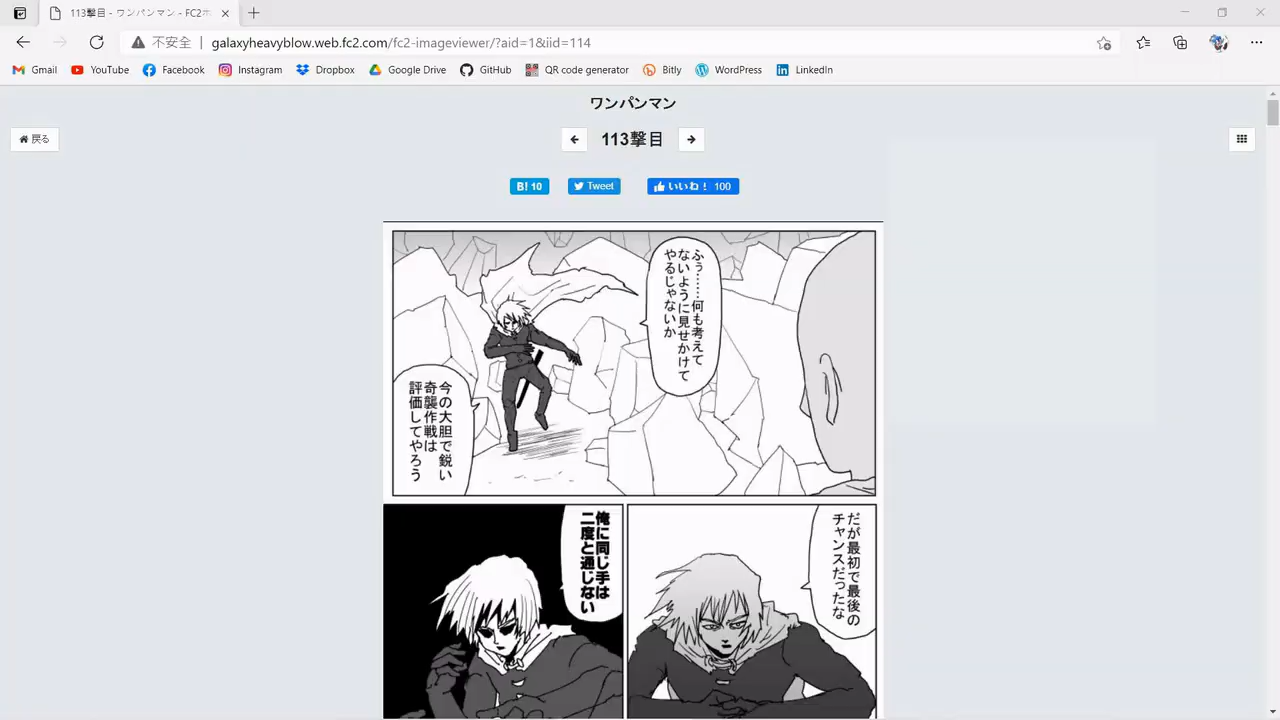 113撃目 - ワンパンマン - FC2ホ
不安全
galaxyheavyblow.web.fc2.com/fc2-imageviewer/?aid=1&iid=114
Gmail
YouTube
Facebook
Instagram
Dropbox
Google Drive
GitHub
QR code generator
Bitly
WordPress
LinkedIn
ワンパンマン
戻る
113撃目
B! 10
Tweet
いいね！ 100
ふぅ……何も考えて
ないように見せかけて
やるじゃないか
今の大胆で鋭い
奇襲作戦は
評価してやろう
だが最初で最後の
チャンスだったな
俺に同じ手は
二度と通じない